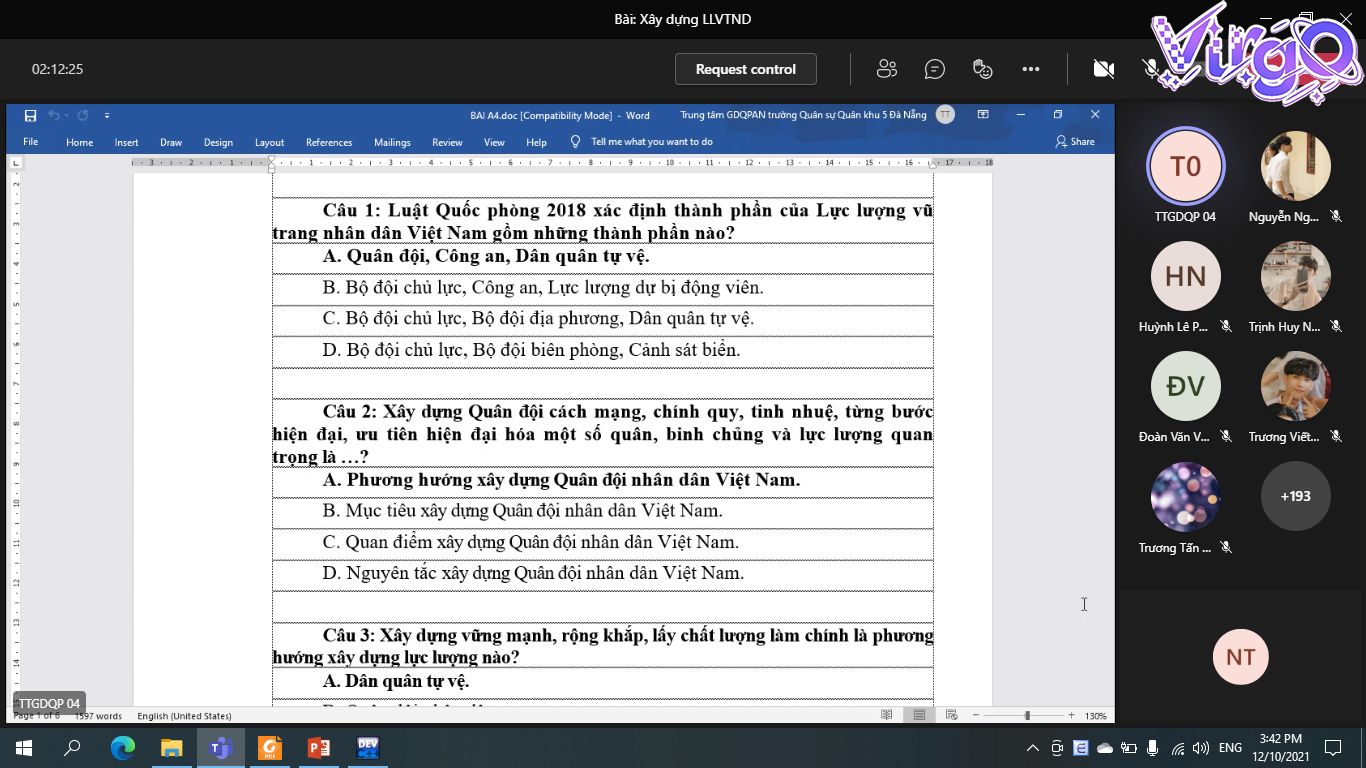 Bài: Xây dựng LLVTND
VirgO
02:12:25
Request control
BAI A4.doc [Compatibility Mode] - Word
Trung tâm GDQPAN trường Quân sự Quân khu 5 Đà Nẵng
TT
File Home Insert Draw Design Layout References Mailings Review View Help Tell me what you want to do Share
Câu 1: Luật Quốc phòng 2018 xác định thành phần của Lực lượng vũ
trang nhân dân Việt Nam gồm những thành phần nào?
A. Quân đội, Công an, Dân quân tự vệ.
B. Bộ đội chủ lực, Công an, Lực lượng dự bị động viên.
C. Bộ đội chủ lực, Bộ đội địa phương, Dân quân tự vệ.
D. Bộ đội chủ lực, Bộ đội biên phòng, Cảnh sát biển.
Câu 2: Xây dựng Quân đội cách mạng, chính quy, tinh nhuệ, từng bước
hiện đại, ưu tiên hiện đại hóa một số quân, binh chủng và lực lượng quan
trọng là …?
A. Phương hướng xây dựng Quân đội nhân dân Việt Nam.
B. Mục tiêu xây dựng Quân đội nhân dân Việt Nam.
C. Quan điểm xây dựng Quân đội nhân dân Việt Nam.
D. Nguyên tắc xây dựng Quân đội nhân dân Việt Nam.
Câu 3: Xây dựng vững mạnh, rộng khắp, lấy chất lượng làm chính là phương
hướng xây dựng lực lượng nào?
A. Dân quân tự vệ.
TTGDQP 04
Page 1 of 6 1597 words English (United States)
130%
T0
TTGDQP 04
Nguyễn Ng...
HN
Huỳnh Lê P...
Trịnh Huy N...
ĐV
Đoàn Văn V...
Trương Viết...
+193
Trương Tấn ...
NT
ENG
3:42 PM
12/10/2021